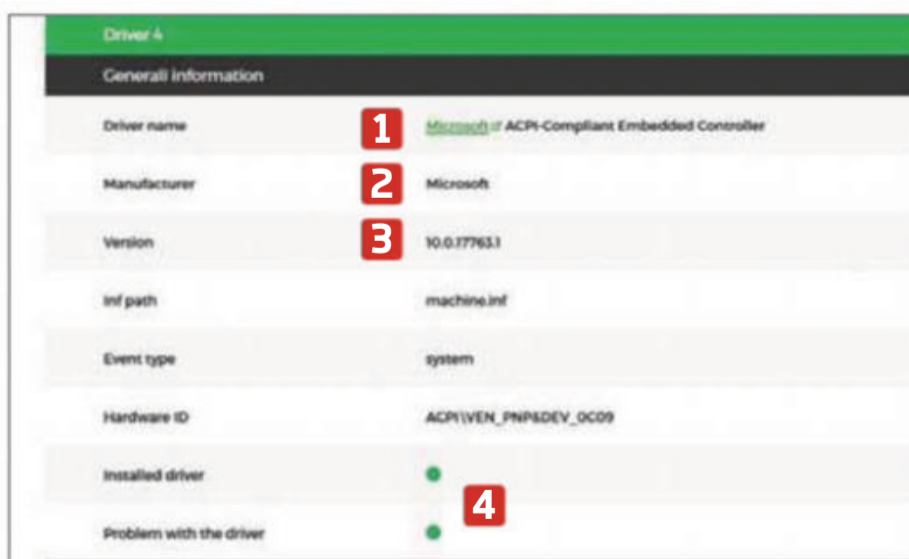 Driver 4
Generall information
Driver name 1 Microsoft ACPI-Compliant Embedded Controller
Manufacturer 2 Microsoft
Version 3 10.0.17763.1
Inf path machine.inf
Event type system
Hardware ID ACPI\VEN_PNP&DEV_0C09
Installed driver
4
Problem with the driver